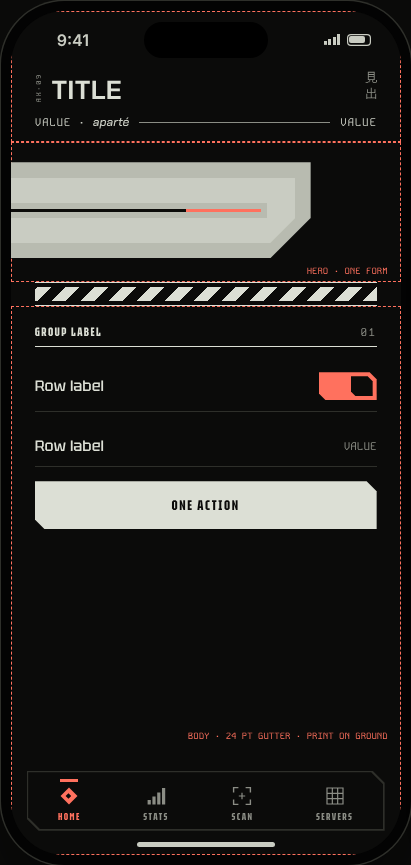 9:41
BX-09
TITLE
見出
VALUE · aparté VALUE
HERO · ONE FORM
GROUP LABEL 01
Row label
Row label VALUE
ONE ACTION
BODY · 24 PT GUTTER · PRINT ON GROUND
HOME STATS SCAN SERVERS